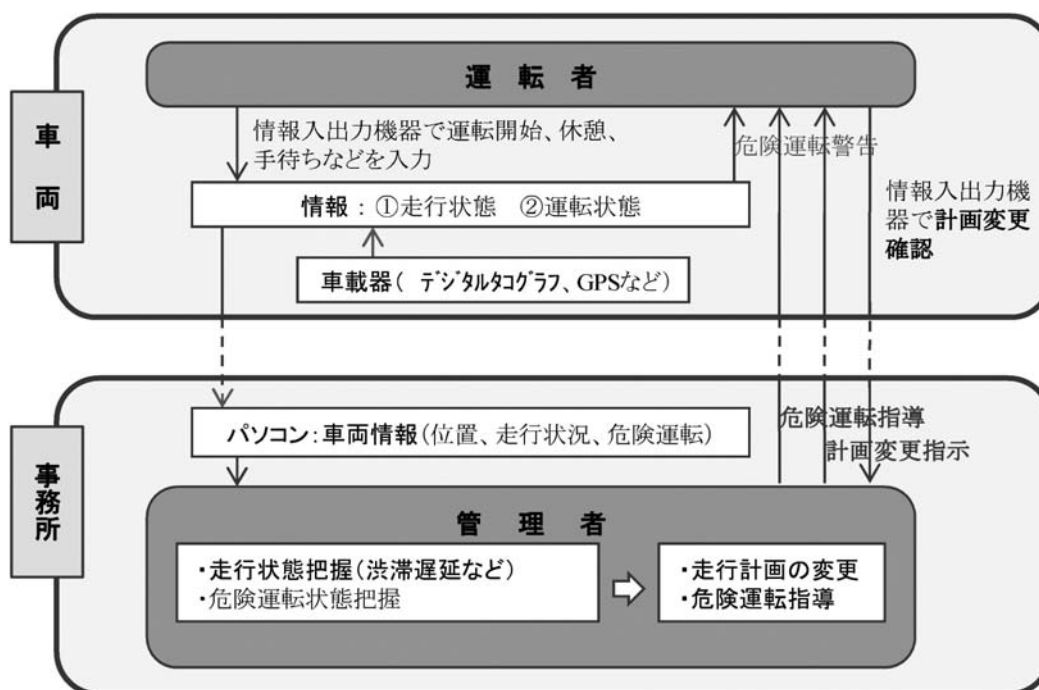 運 転 者
車
両
情報入出力機器で運転開始、休憩、
手待ちなどを入力
危険運転警告
情報 : ①走行状態 ②運転状態
情報入出力機
器で計画変更
確認
車載器( デジタルタコグラフ、GPSなど)
事
務
所
パソコン:車両情報(位置、走行状況、危険運転)
危険運転指導
計画変更指示
管 理 者
・走行状態把握(渋滞遅延など)
・危険運転状態把握
・走行計画の変更
・危険運転指導